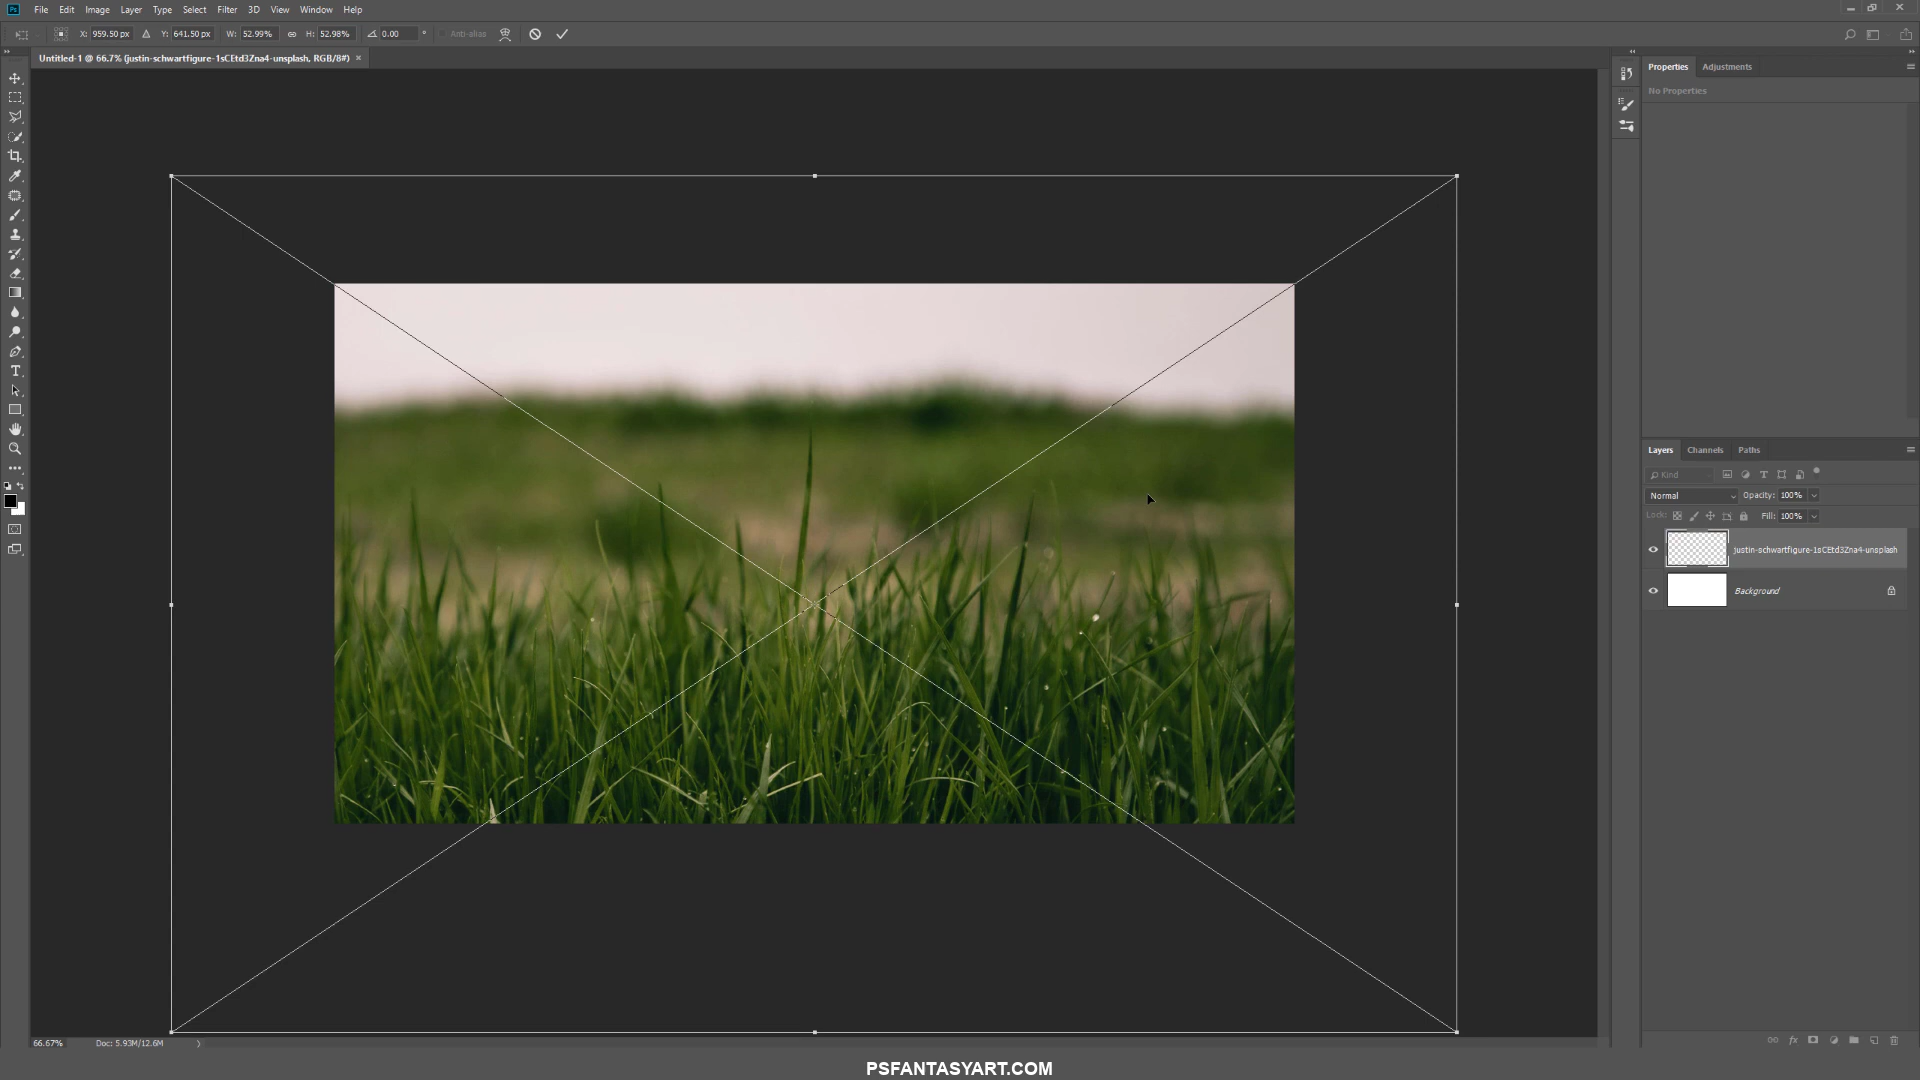 Ps File Edit Image Layer Type Select Filter 3D View Window Help
X: 959.50 px Y: 641.50 px W: 52.99% H: 52.98% 0.00 ° Anti-alias
Untitled-1 @ 66.7% (justin-schwartfigure-1sCEtd3Zna4-unsplash, RGB/8#) ×
Properties Adjustments
No Properties
Layers Channels Paths
Kind
Normal Opacity: 100%
Lock: Fill: 100%
justin-schwartfigure-1sCEtd3Zna4-unsplash
Background
fx
66.67% Doc: 5.93M/12.6M
PSFANTASYART.COM